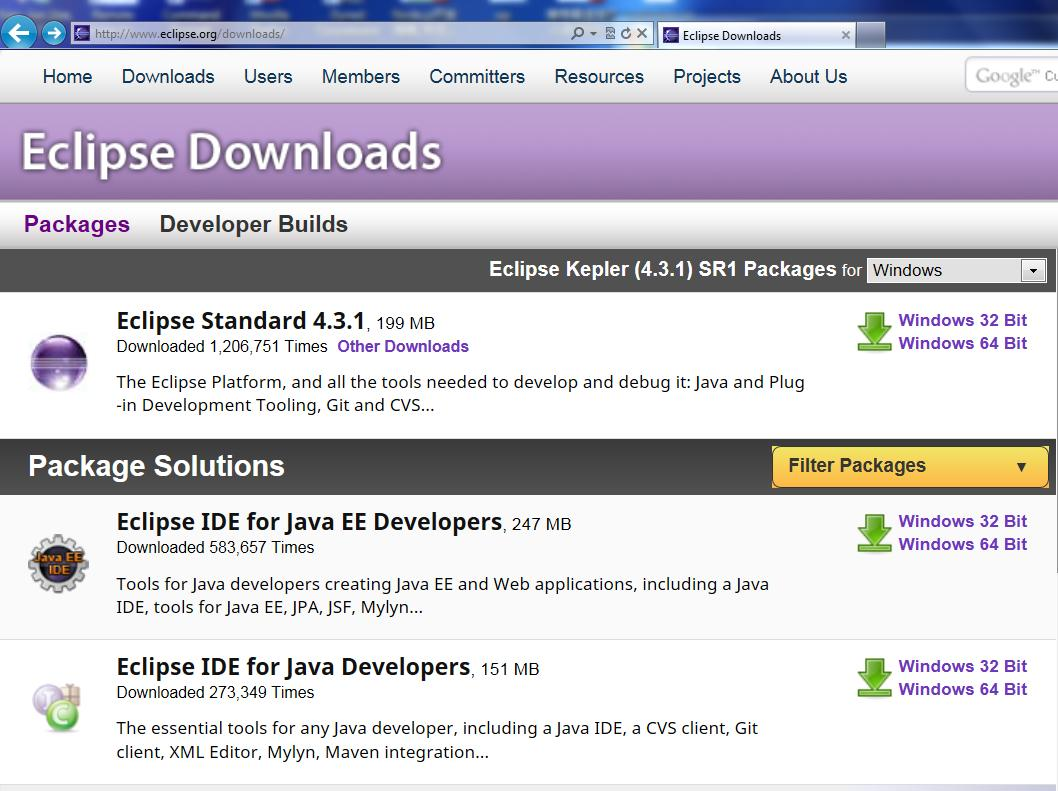 http://www.eclipse.org/downloads/
Eclipse Downloads
Home Downloads Users Members Committers Resources Projects About Us Google™
Eclipse Downloads
Packages Developer Builds
Eclipse Kepler (4.3.1) SR1 Packages for Windows
Eclipse Standard 4.3.1, 199 MB
Downloaded 1,206,751 Times Other Downloads
Windows 32 Bit
Windows 64 Bit
The Eclipse Platform, and all the tools needed to develop and debug it: Java and Plug
-in Development Tooling, Git and CVS...
Package Solutions
Filter Packages
Java EE
IDE
Eclipse IDE for Java EE Developers, 247 MB
Downloaded 583,657 Times
Windows 32 Bit
Windows 64 Bit
Tools for Java developers creating Java EE and Web applications, including a Java
IDE, tools for Java EE, JPA, JSF, Mylyn...
Eclipse IDE for Java Developers, 151 MB
Downloaded 273,349 Times
Windows 32 Bit
Windows 64 Bit
The essential tools for any Java developer, including a Java IDE, a CVS client, Git
client, XML Editor, Mylyn, Maven integration...